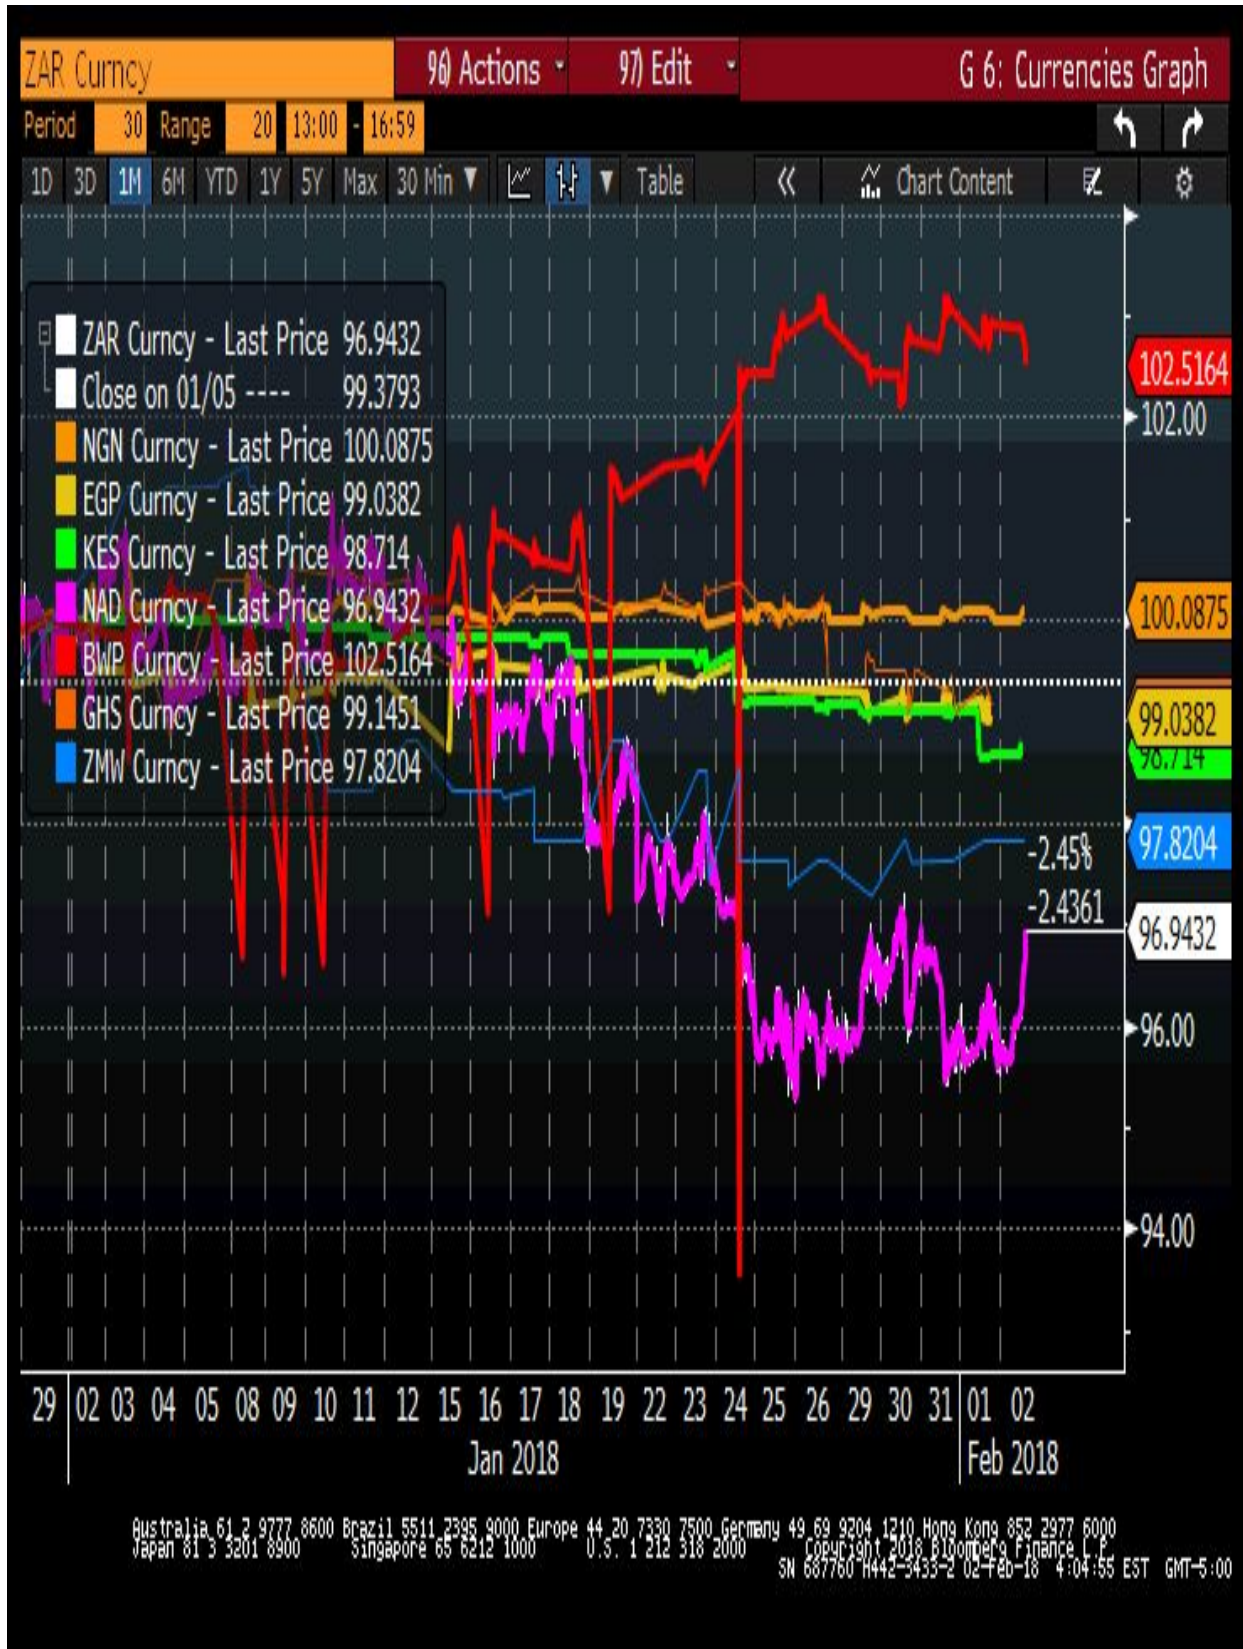 ZAR Curncy 96) Actions 97) Edit G 6: Currencies Graph
Period 30 Range 20 13:00 - 16:59
1D 3D 1M 6M YTD 1Y 5Y Max 30 Min ▼ ▼ Table « Chart Content
ZAR Curncy - Last Price 96.9432
Close on 01/05 ---- 99.3793
NGN Curncy - Last Price 100.0875
EGP Curncy - Last Price 99.0382
KES Curncy - Last Price 98.714
NAD Curncy - Last Price 96.9432
BWP Curncy - Last Price 102.5164
GHS Curncy - Last Price 99.1451
ZMW Curncy - Last Price 97.8204
102.5164
102.00
100.0875
99.0382
98.714
97.8204
-2.45%
-2.4361
96.9432
96.00
94.00
29 02 03 04 05 08 09 10 11 12 15 16 17 18 19 22 23 24 25 26 29 30 31 01 02
Jan 2018 Feb 2018
Australia 61 2 9777 8600 Brazil 5511 2395 9000 Europe 44 20 7330 7500 Germany 49 69 9204 1210 Hong Kong 852 2977 6000
Japan 81 3 3201 8900 Singapore 65 6212 1000 U.S. 1 212 318 2000 Copyright 2018 Bloomberg Finance L.P.
SN 687760 H442-3433-2 02-Feb-18 4:04:55 EST GMT-5:00